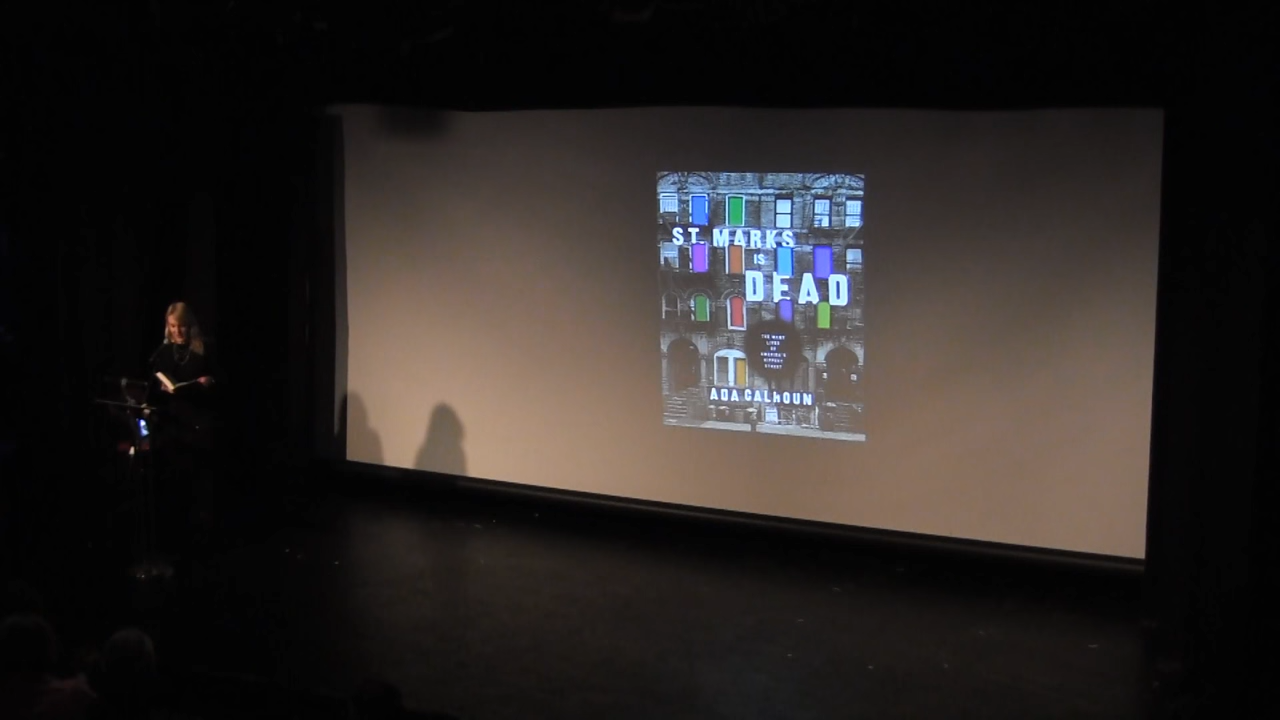 ST. MARKS
IS
DEAD
THE MANY
LIVES
OF
AMERICA'S
HIPPEST
STREET
ADA CALHOUN